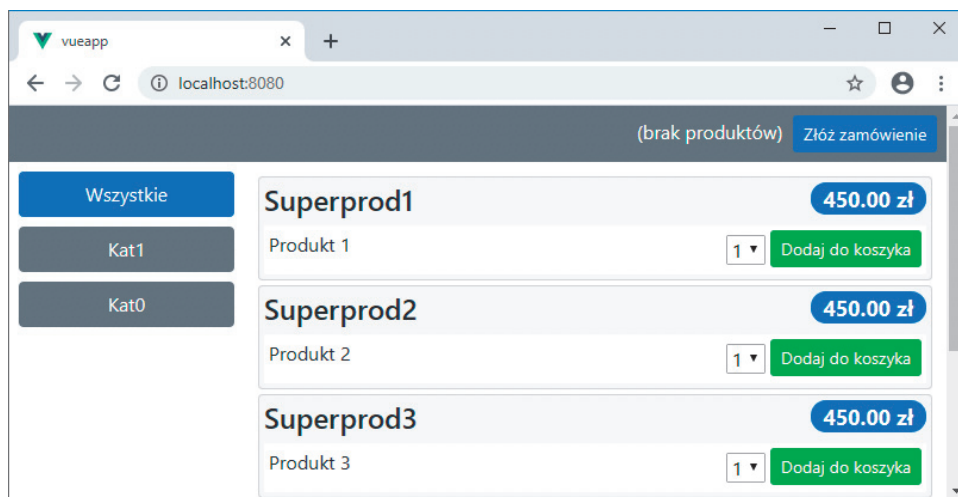 vueapp
localhost:8080
(brak produktów) Złóż zamówienie
Wszystkie
Kat1
Kat0
Superprod1 450.00 zł
Produkt 1 1 Dodaj do koszyka
Superprod2 450.00 zł
Produkt 2 1 Dodaj do koszyka
Superprod3 450.00 zł
Produkt 3 1 Dodaj do koszyka